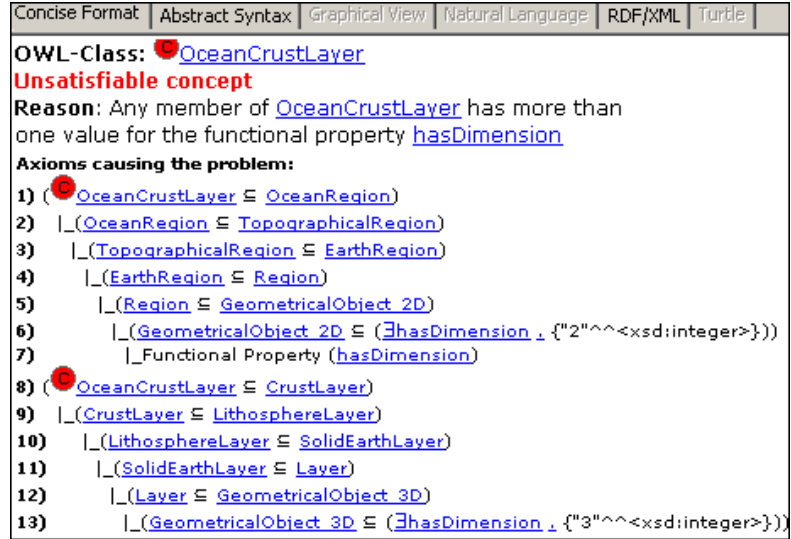 Concise Format Abstract Syntax Graphical View Natural Language RDF/XML Turtle
OWL-Class: C OceanCrustLayer
Unsatisfiable concept
Reason: Any member of OceanCrustLayer has more than
one value for the functional property hasDimension
Axioms causing the problem:
1) (C OceanCrustLayer ⊆ OceanRegion)
2) |_(OceanRegion ⊆ TopographicalRegion)
3) |_(TopographicalRegion ⊆ EarthRegion)
4) |_(EarthRegion ⊆ Region)
5) |_(Region ⊆ GeometricalObject_2D)
6) |_(GeometricalObject_2D ⊆ (∃hasDimension . {"2"^^<xsd:integer>}))
7) |_Functional Property (hasDimension)
8) (C OceanCrustLayer ⊆ CrustLayer)
9) |_(CrustLayer ⊆ LithosphereLayer)
10) |_(LithosphereLayer ⊆ SolidEarthLayer)
11) |_(SolidEarthLayer ⊆ Layer)
12) |_(Layer ⊆ GeometricalObject_3D)
13) |_(GeometricalObject_3D ⊆ (∃hasDimension . {"3"^^<xsd:integer>}))